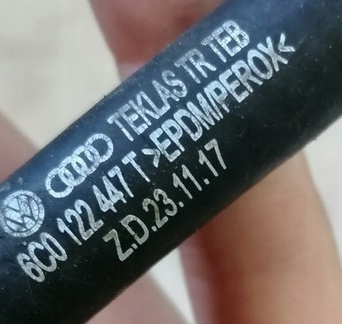 TEKLAS TR TEB
6C0 122 447 T >EPDM/PEROX<
Z.D.23.11.17